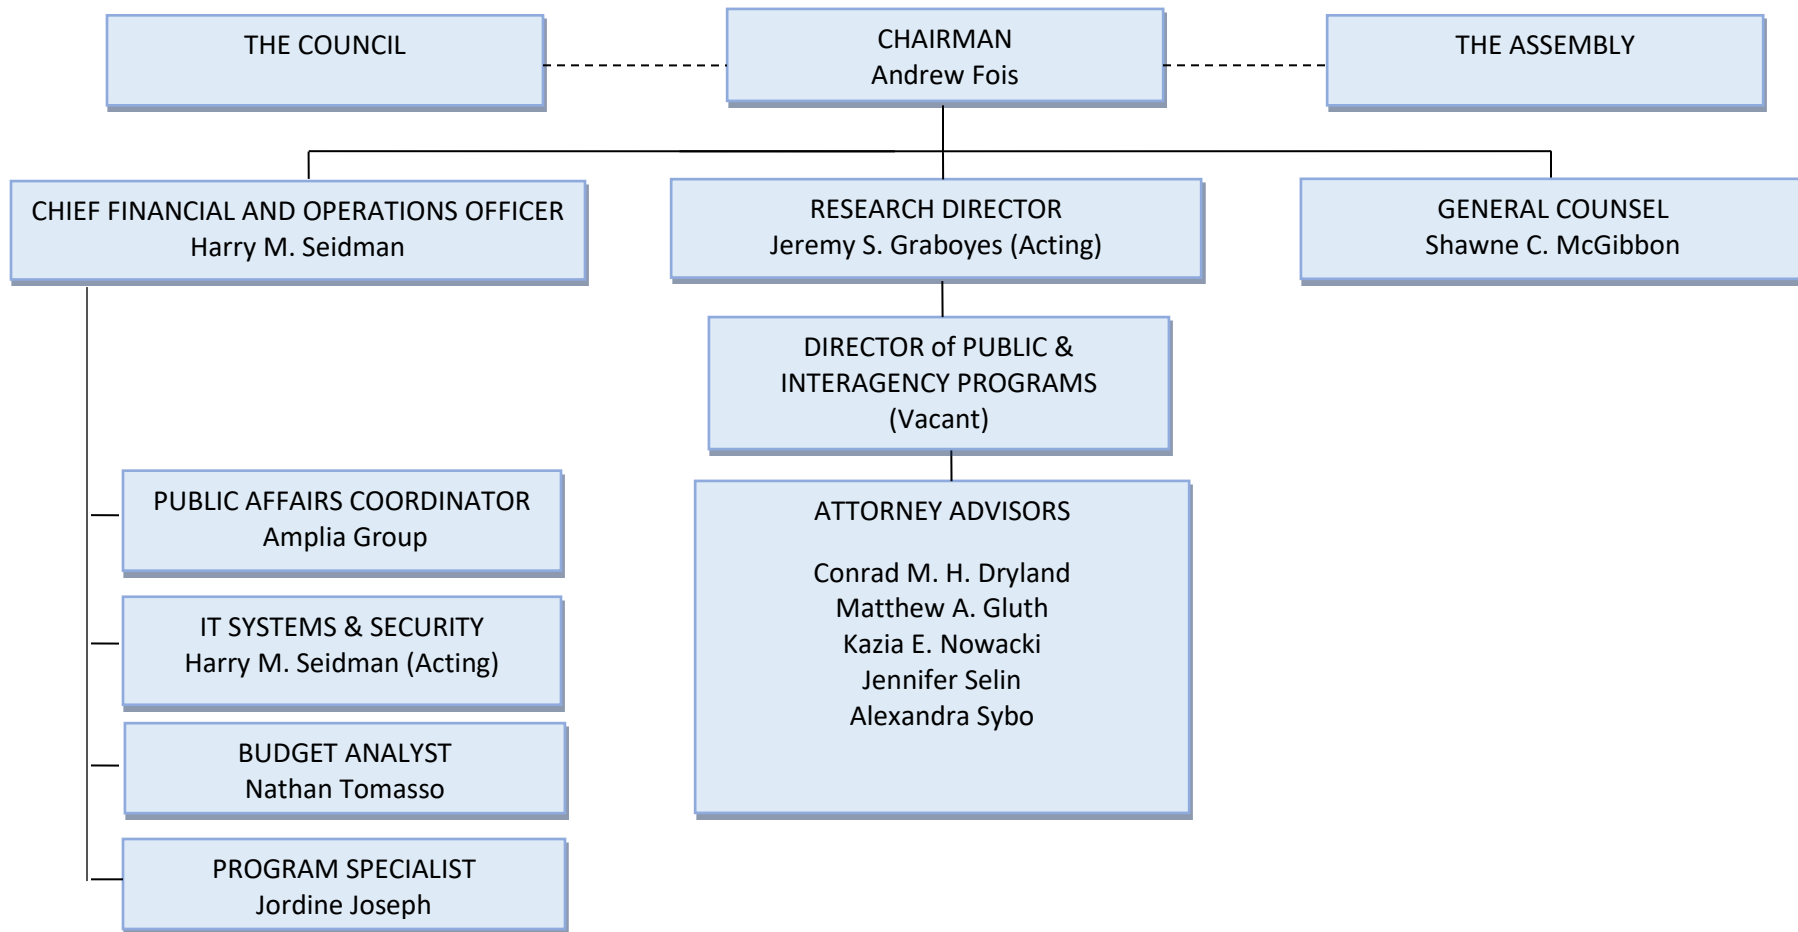 THE COUNCIL
CHAIRMAN
Andrew Fois
THE ASSEMBLY
CHIEF FINANCIAL AND OPERATIONS OFFICER
Harry M. Seidman
RESEARCH DIRECTOR
Jeremy S. Graboyes (Acting)
GENERAL COUNSEL
Shawne C. McGibbon
DIRECTOR of PUBLIC &
INTERAGENCY PROGRAMS
(Vacant)
PUBLIC AFFAIRS COORDINATOR
Amplia Group
IT SYSTEMS & SECURITY
Harry M. Seidman (Acting)
BUDGET ANALYST
Nathan Tomasso
PROGRAM SPECIALIST
Jordine Joseph
ATTORNEY ADVISORS
Conrad M. H. Dryland
Matthew A. Gluth
Kazia E. Nowacki
Jennifer Selin
Alexandra Sybo